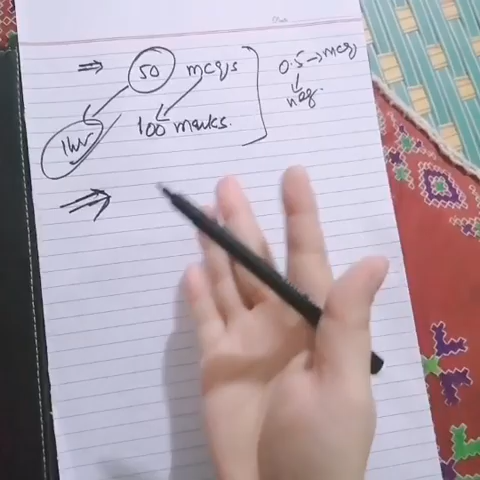 ⇒ 50 mcqs
0.5 → mcq
neg.
1hr
100 marks.
⇒